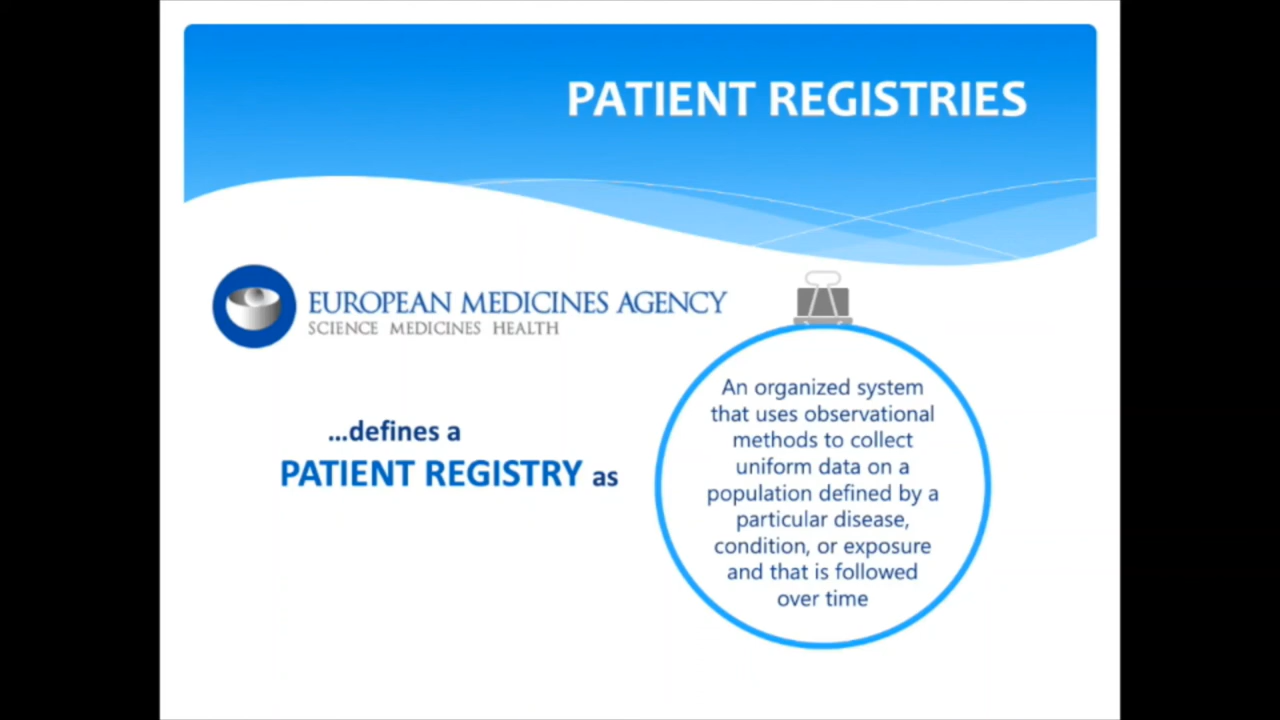 PATIENT REGISTRIES
EUROPEAN MEDICINES AGENCY
SCIENCE MEDICINES HEALTH
...defines a
PATIENT REGISTRY as
An organized system
that uses observational
methods to collect
uniform data on a
population defined by a
particular disease,
condition, or exposure
and that is followed
over time